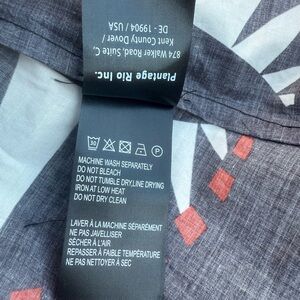 Plantage Rio Inc.
874 Walker Road, Suite C,
Kent County Dover /
DE- 19904 / USA
30 P
MACHINE WASH SEPARATELY
DO NOT BLEACH
DO NOT TUMBLE DRY,LINE DRYING
IRON AT LOW HEAT
DO NOT DRY CLEAN
LAVER À LA MACHINE SÉPARÉMENT
NE PAS JAVELLISER
SÉCHER À L'AIR
REPASSER À FAIBLE TEMPÉRATURE
NE PAS NETTOYER À SEC